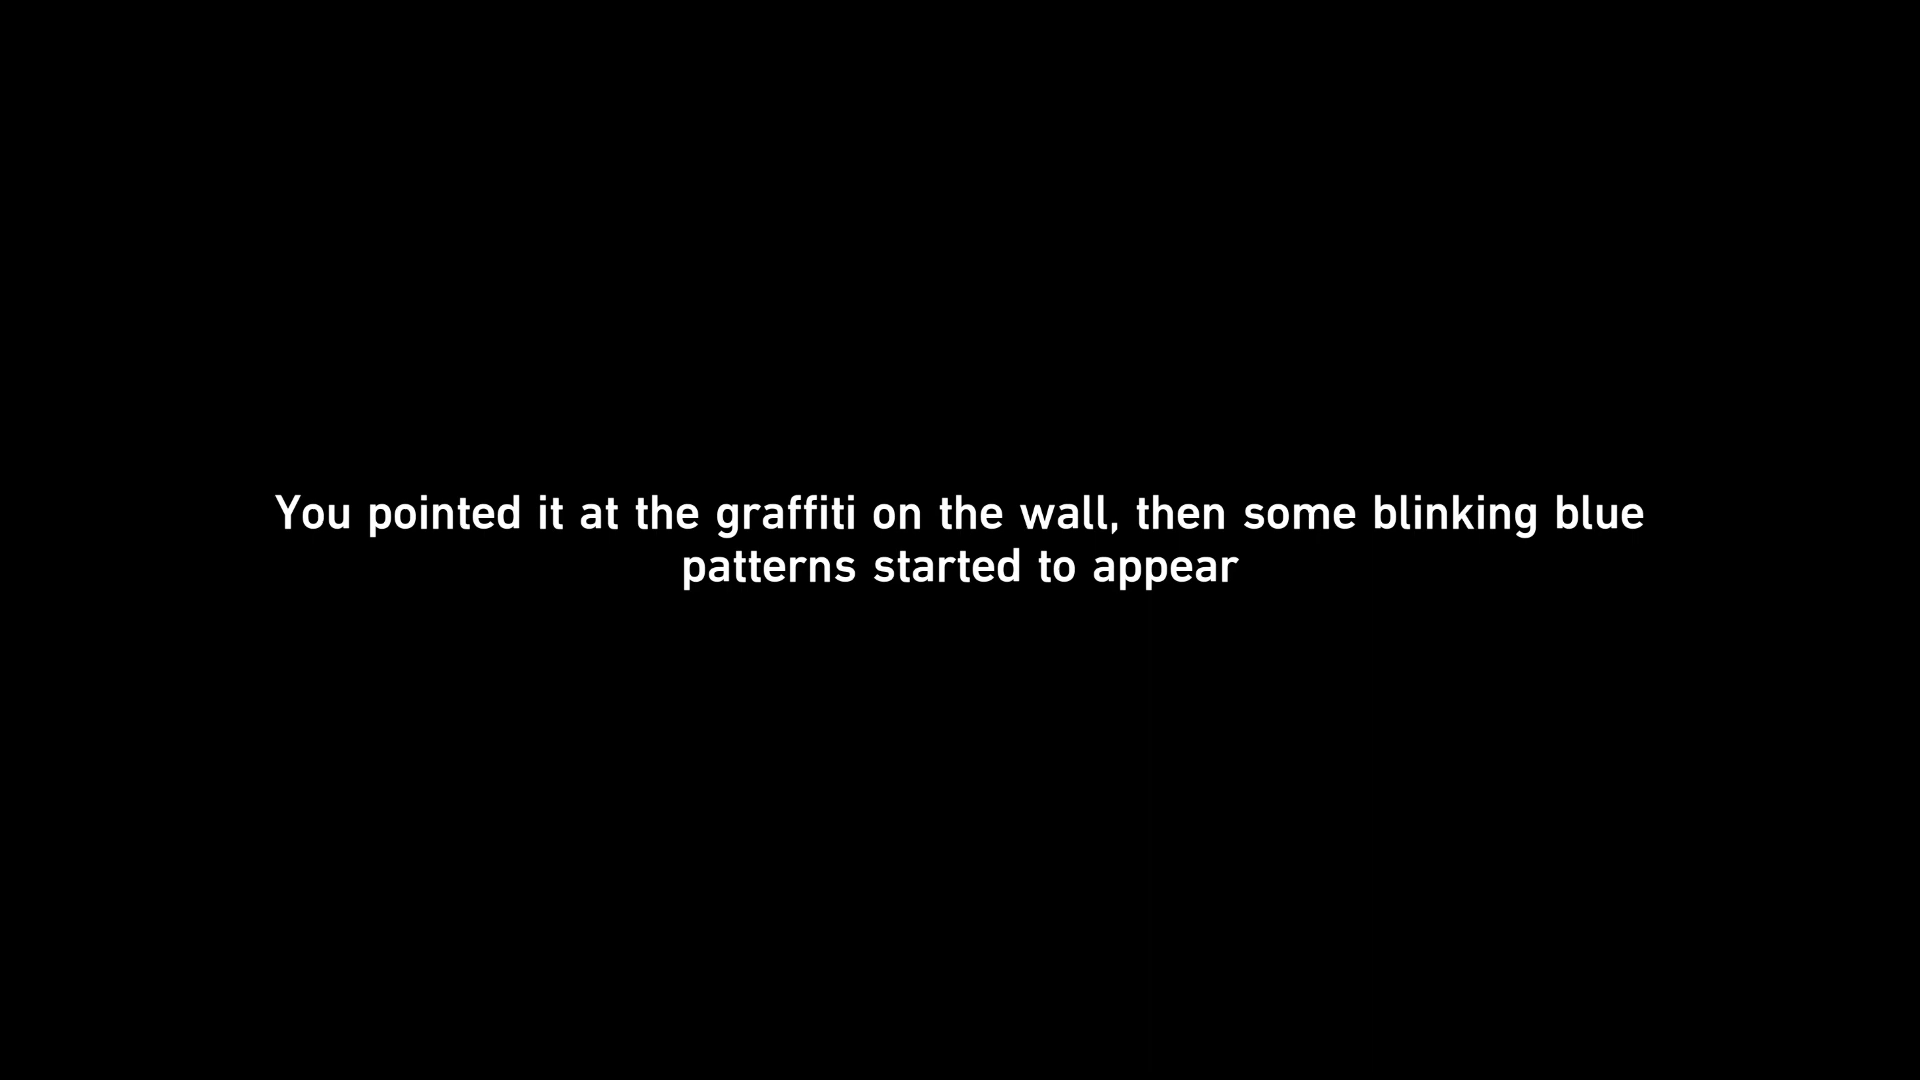 You pointed it at the graffiti on the wall, then some blinking blue
patterns started to appear